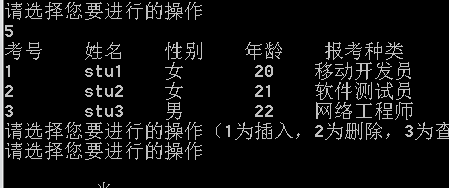 请选择您要进行的操作
5
考号 姓名 性别 年龄 报考种类
1 stu1 女 20 移动开发员
2 stu2 女 21 软件测试员
3 stu3 男 22 网络工程师
请选择您要进行的操作（1为插入，2为删除，3为查
请选择您要进行的操作